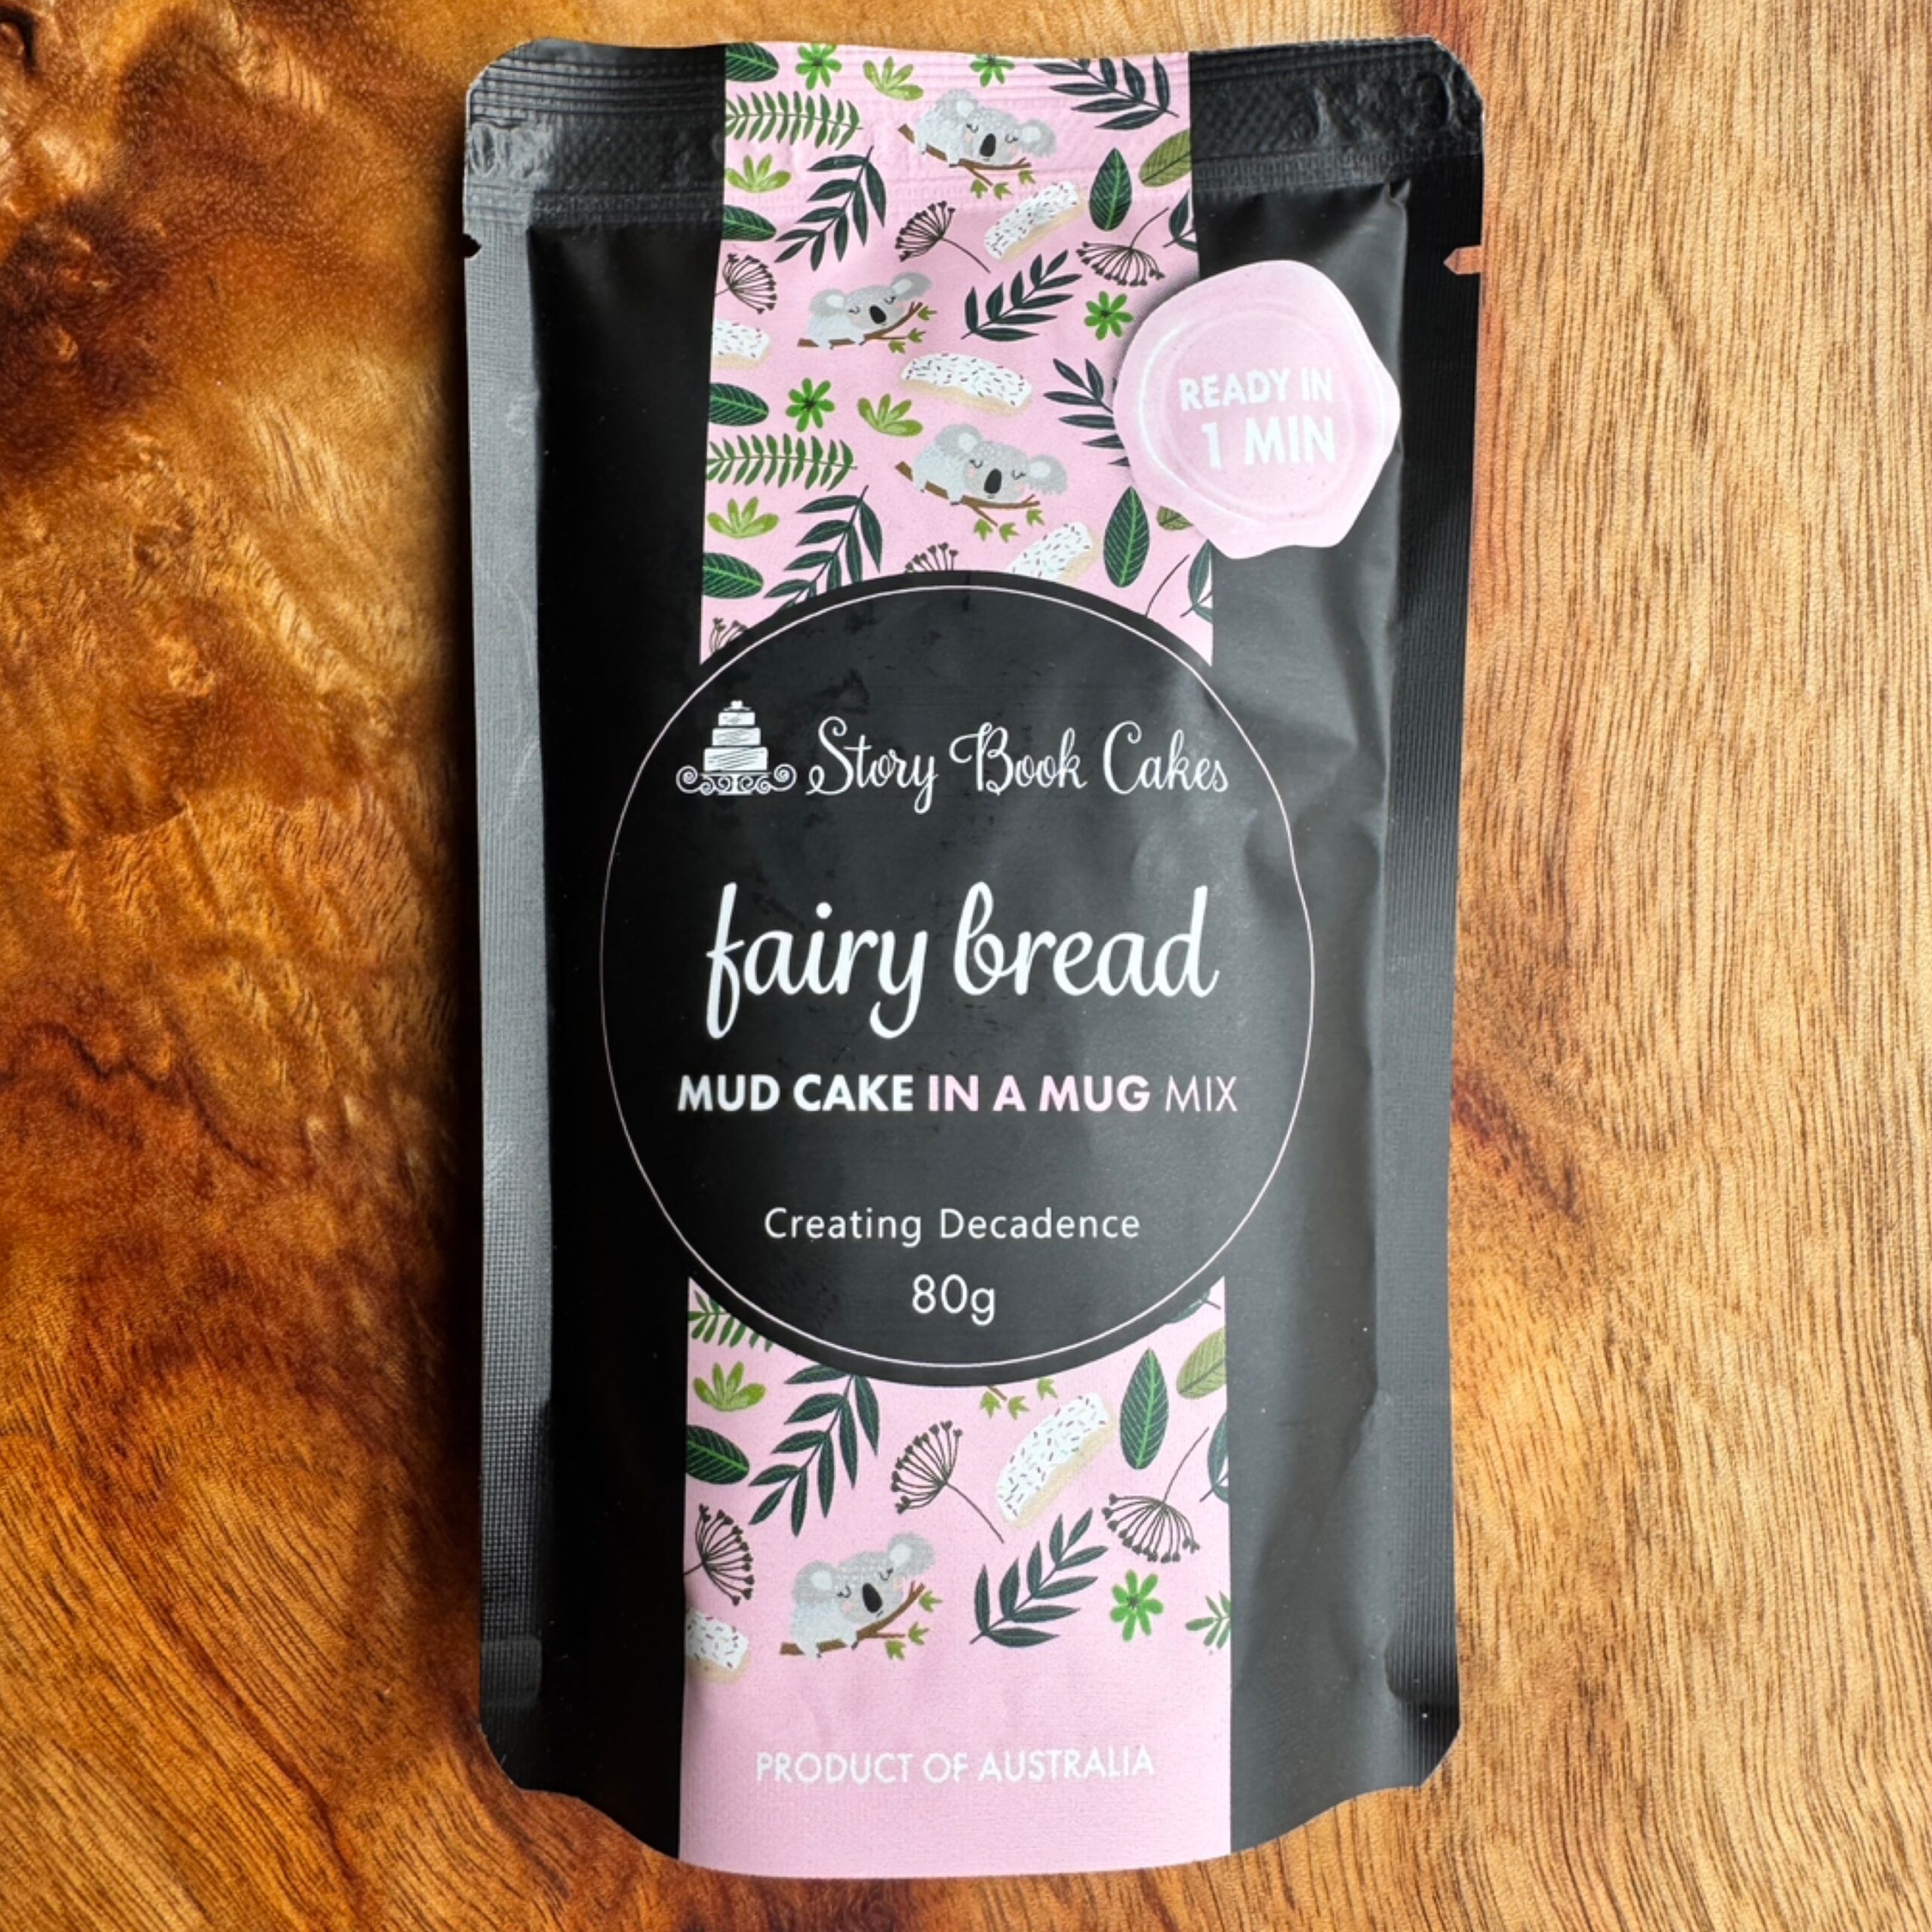 READY IN
1 MIN
Story Book Cakes
fairy bread
MUD CAKE IN A MUG MIX
Creating Decadence
80g
PRODUCT OF AUSTRALIA